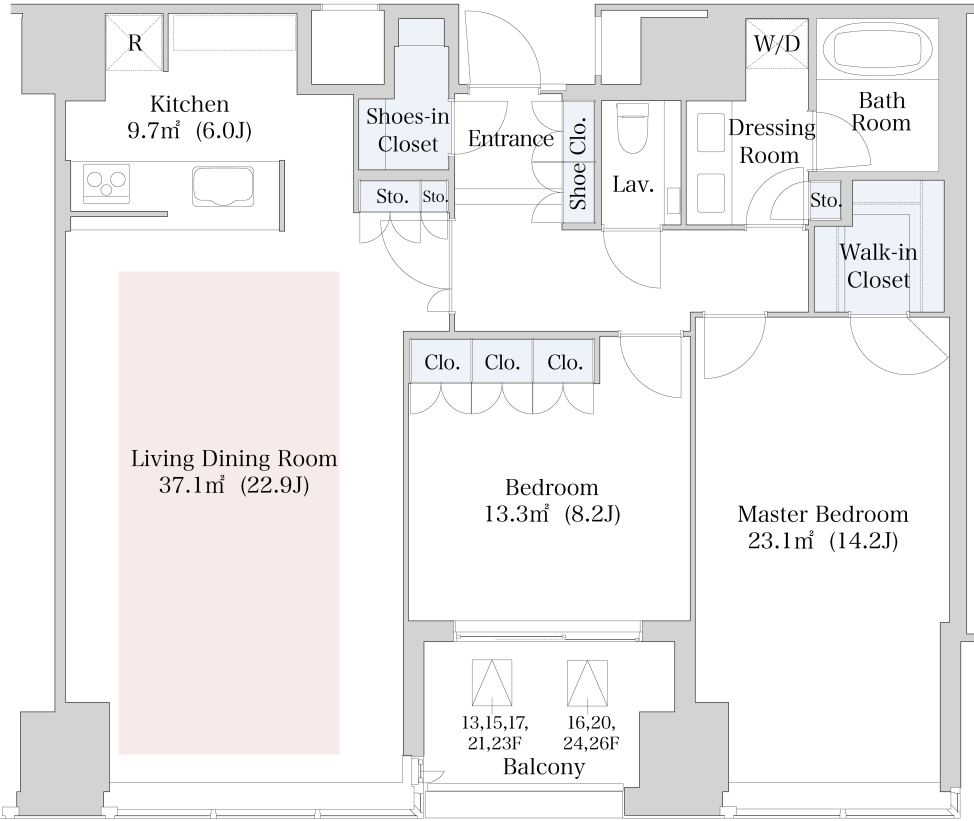 R
W/D
Kitchen
9.7㎡ (6.0J)
Shoes-in
Closet
Entrance
Shoe Clo.
Lav.
Dressing
Room
Bath
Room
Sto.
Sto.
Sto.
Walk-in
Closet
Clo.
Clo.
Clo.
Living Dining Room
37.1㎡ (22.9J)
Bedroom
13.3㎡ (8.2J)
Master Bedroom
23.1㎡ (14.2J)
13,15,17,
21,23F
16,20,
24,26F
Balcony